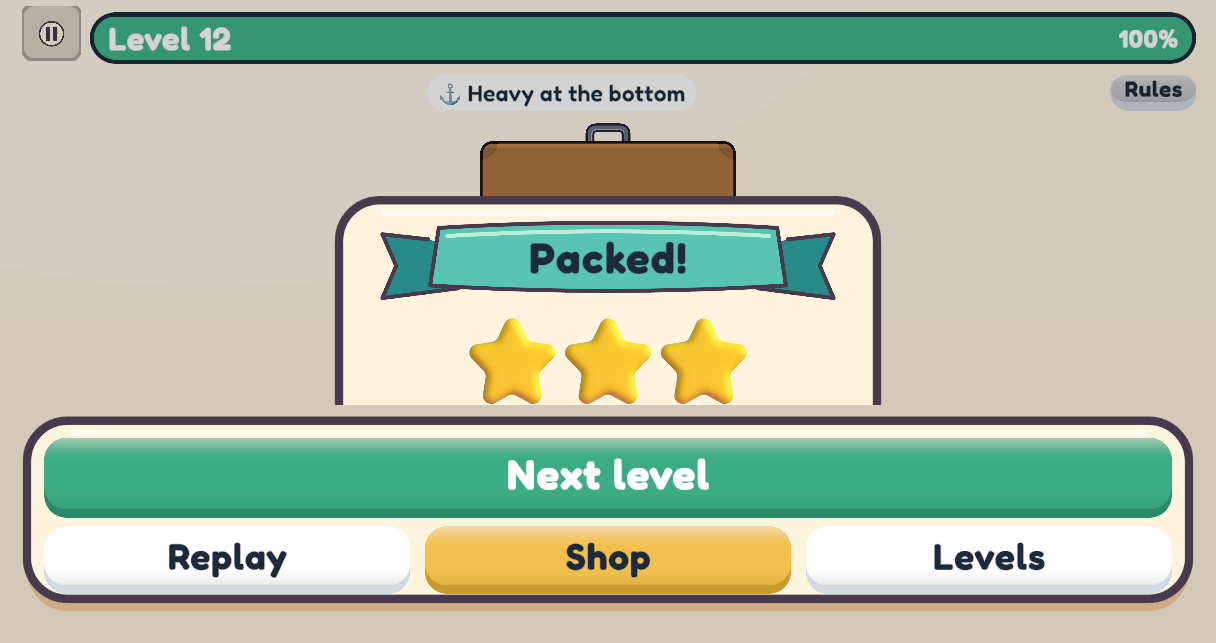 Level 12
100%
⚓ Heavy at the bottom
Rules
Packed!
Next level
Replay
Shop
Levels